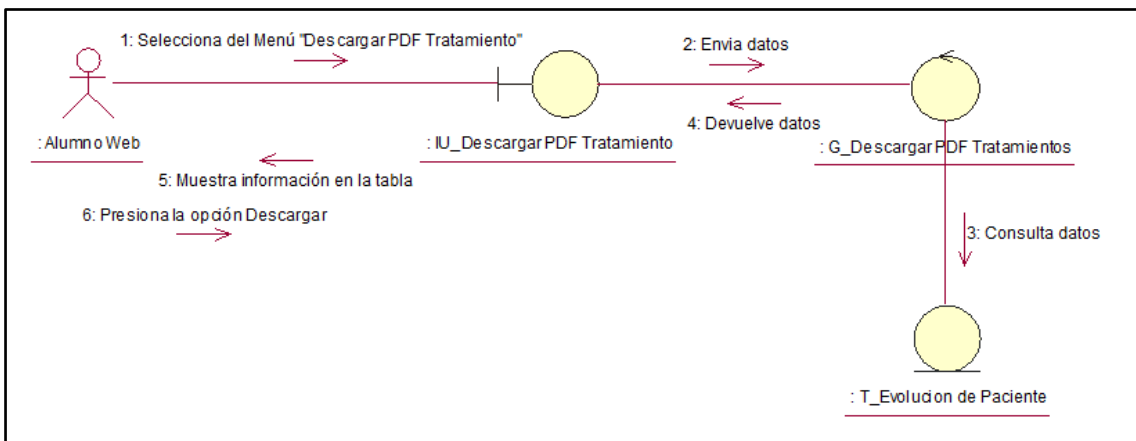 1: Selecciona del Menú "Descargar PDF Tratamiento"
2: Envia datos
4: Devuelve datos
: Alumno Web
: IU_Descargar PDF Tratamiento
: G_Descargar PDF Tratamientos
5: Muestra información en la tabla
6: Presiona la opción Descargar
3: Consulta datos
: T_Evolucion de Paciente